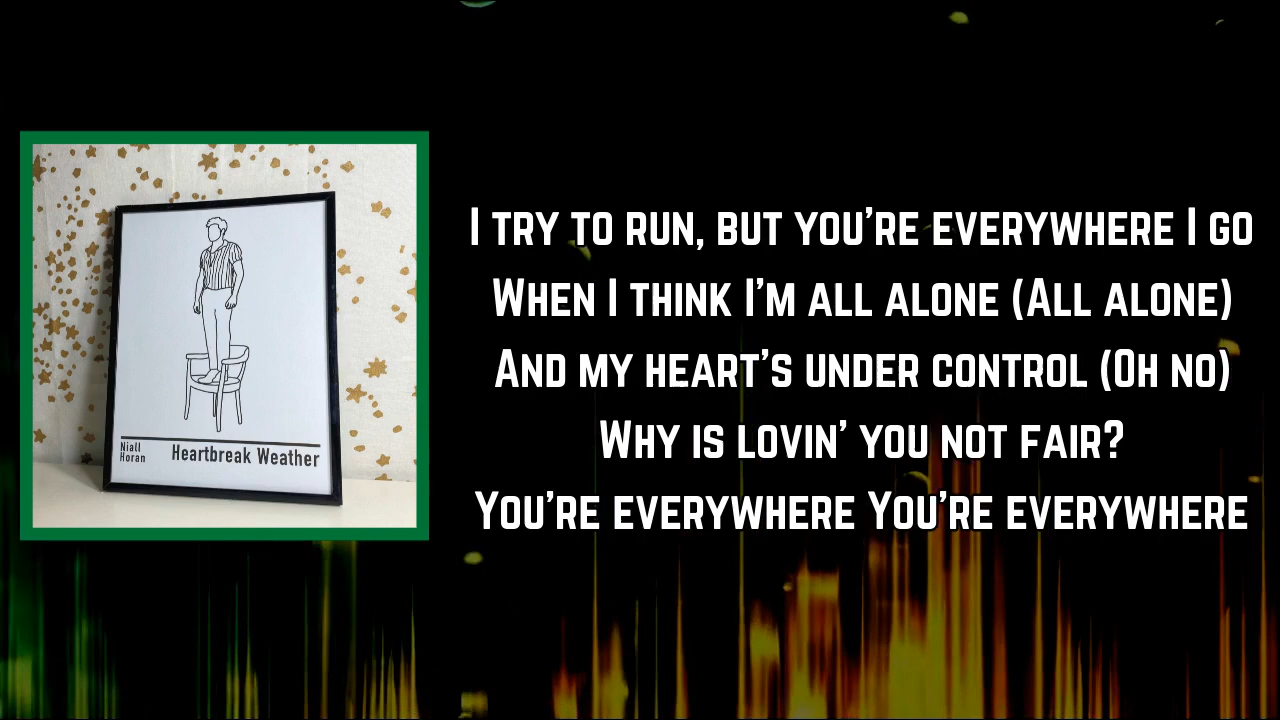 Niall
Horan
Heartbreak Weather
I TRY TO RUN, BUT YOU'RE EVERYWHERE I GO
WHEN I THINK I'M ALL ALONE (ALL ALONE)
AND MY HEART'S UNDER CONTROL (OH NO)
WHY IS LOVIN' YOU NOT FAIR?
YOU'RE EVERYWHERE YOU'RE EVERYWHERE